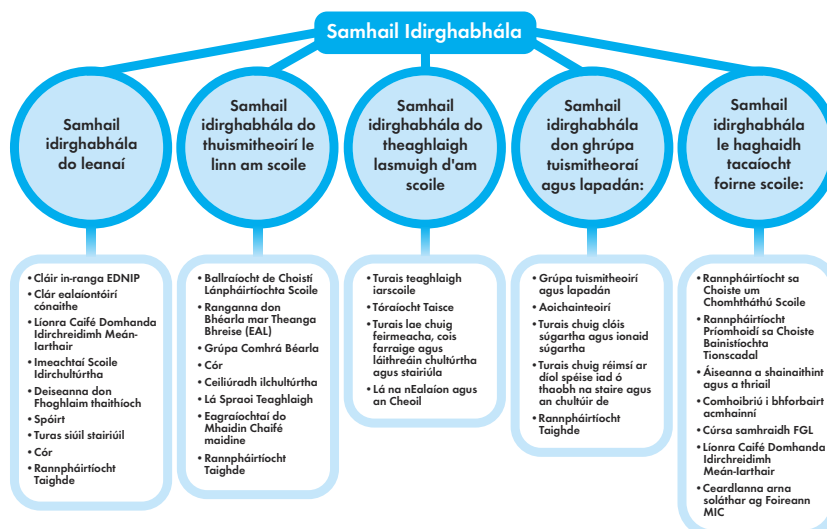 Samhail Idirghabhála
Samhail
idirghabhála
do leanaí
Samhail
idirghabhála do
thuismitheoirí le
linn am scoile
Samhail
idirghabhála do
theaghlaigh
lasmuigh d'am
scoile
Samhail
idirghabhála
don ghrúpa
tuismitheoraí
agus lapadán:
Samhail
idirghabhála
le haghaidh
tacaíocht
foirne scoile:
• Cláir in-ranga EDNIP
• Clár ealaíontóirí
cónaithe
• Líonra Caifé Domhanda
Idirchreidimh Meán-
Iarthair
• Imeachtaí Scoile
Idirchultúrtha
• Deiseanna don
Fhoghlaim thaithíoch
• Spóirt
• Turas siúil stairiúil
• Cór
• Rannpháirtíocht
Taighde
• Ballraíocht de Choistí
Lánpháirtíochta Scoile
• Ranganna don
Bhéarla mar Theanga
Bhreise (EAL)
• Grúpa Comhrá Béarla
• Cór
• Ceiliúradh ilchultúrtha
• Lá Spraoi Teaghlaigh
• Eagraíochtaí do
Mhaidin Chaifé
maidine
• Rannpháirtíocht
Taighde
• Turais teaghlaigh
iarscoile
• Tóraíocht Taisce
• Turais lae chuig
feirmeacha, cois
farraige agus
láithreáin chultúrtha
agus stairiúla
• Lá na nEalaíon agus
an Cheoil
• Grúpa tuismitheoirí
agus lapadán
• Aoichainteoirí
• Turais chuig clóis
súgartha agus ionaid
súgartha
• Turais chuig réimsí ar
díol spéise iad ó
thaobh na staire agus
an chultúir de
• Rannpháirtíocht
Taighde
• Rannpháirtíocht sa
Choiste um
Chomhtháthú Scoile
• Rannpháirtíocht
Príomhoidí sa Choiste
Bainistíochta
Tionscadal
• Áiseanna a shainaithint
agus a thriail
• Comhoibriú i bhforbairt
acmhainní
• Cúrsa samhraidh FGL
• Líonra Caifé Domhanda
Idirchreidimh
Meán-Iarthair
• Ceardlanna arna
soláthar ag Foireann
MIC